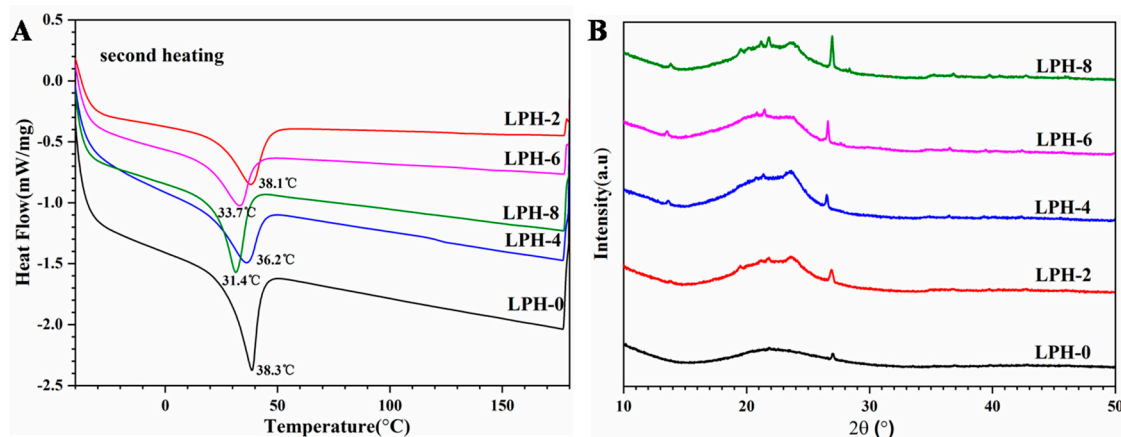 A
second heating
0.5
0.0
-0.5
-1.0
-1.5
-2.0
-2.5
Heat Flow(mW/mg)
LPH-2
LPH-6
LPH-8
LPH-4
LPH-0
38.1℃
33.7℃
36.2℃
31.4℃
38.3℃
0
50
100
150
Temperature(°C)
B
Intensity(a.u)
LPH-8
LPH-6
LPH-4
LPH-2
LPH-0
10
20
30
40
50
2θ (°)